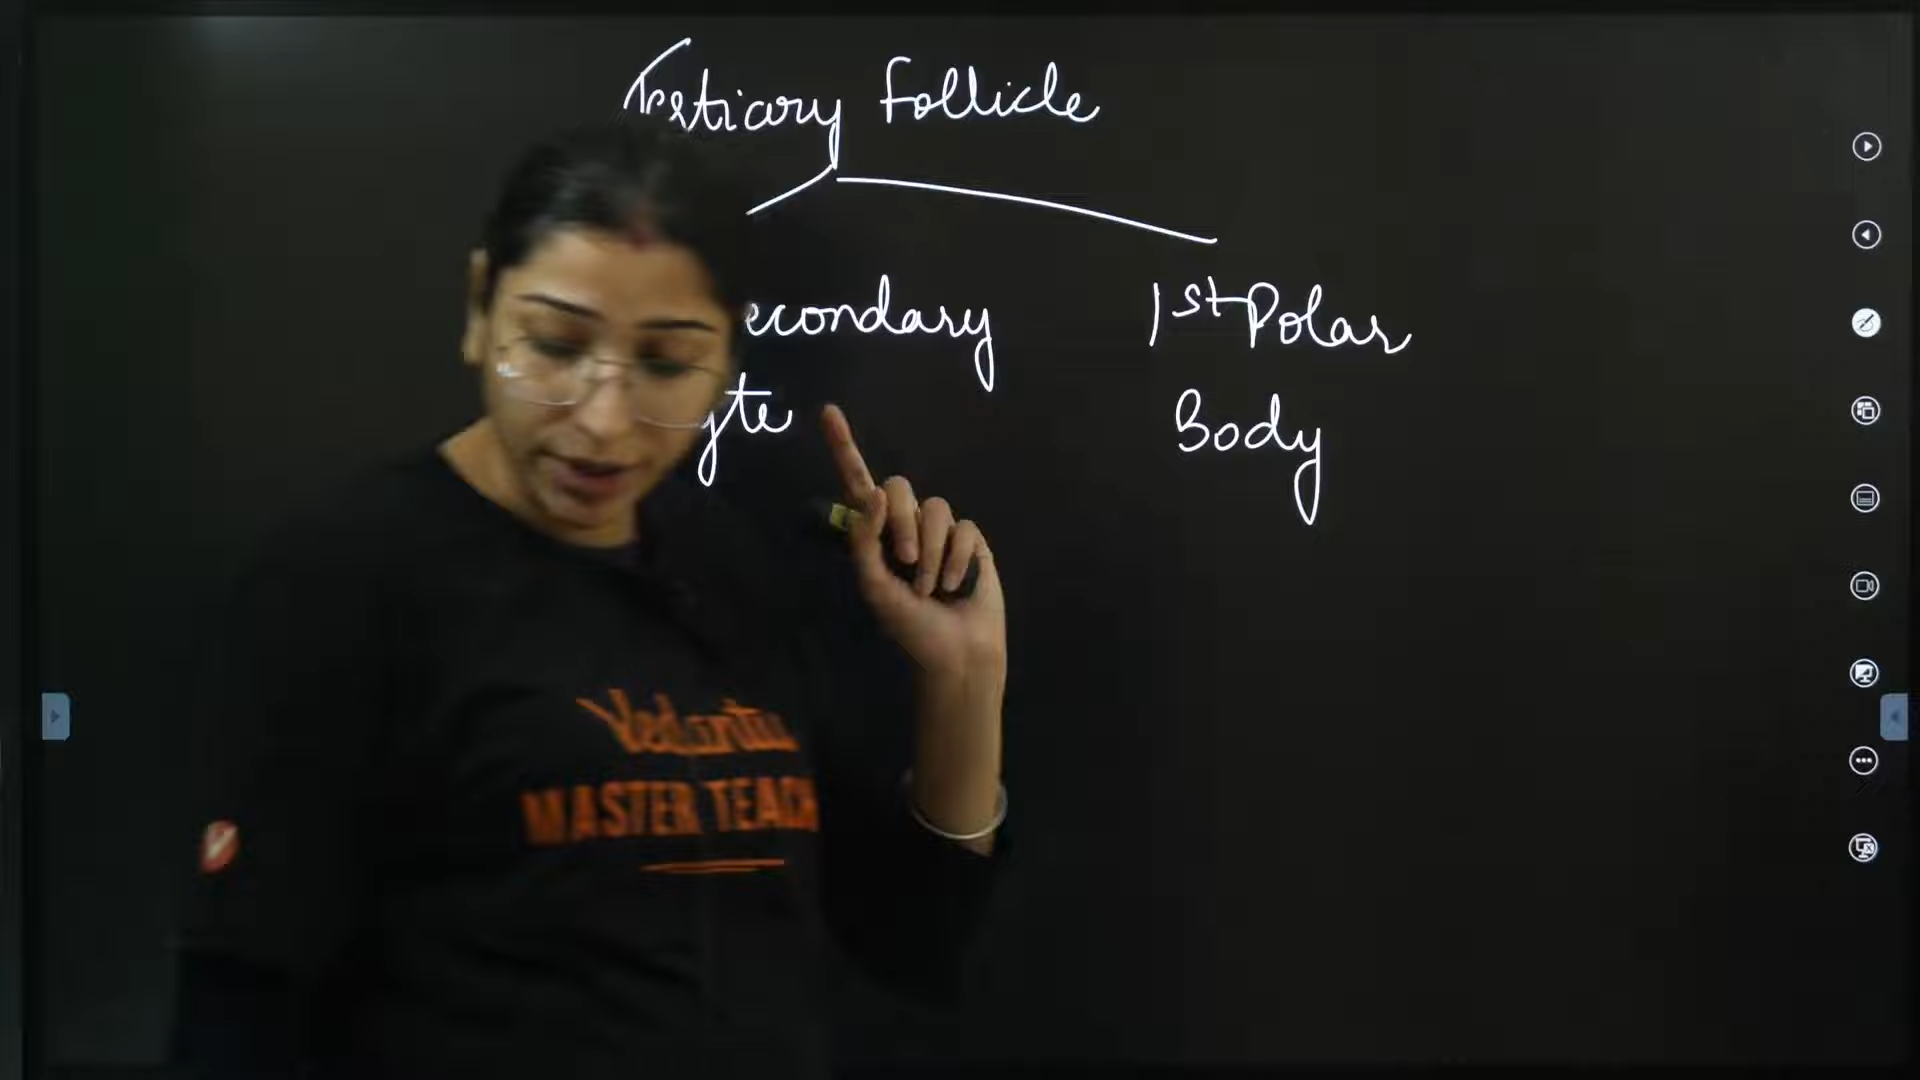 Tertiary Follicle
econdary 1st Polar
yte Body
Vedantu
MASTER TEACH